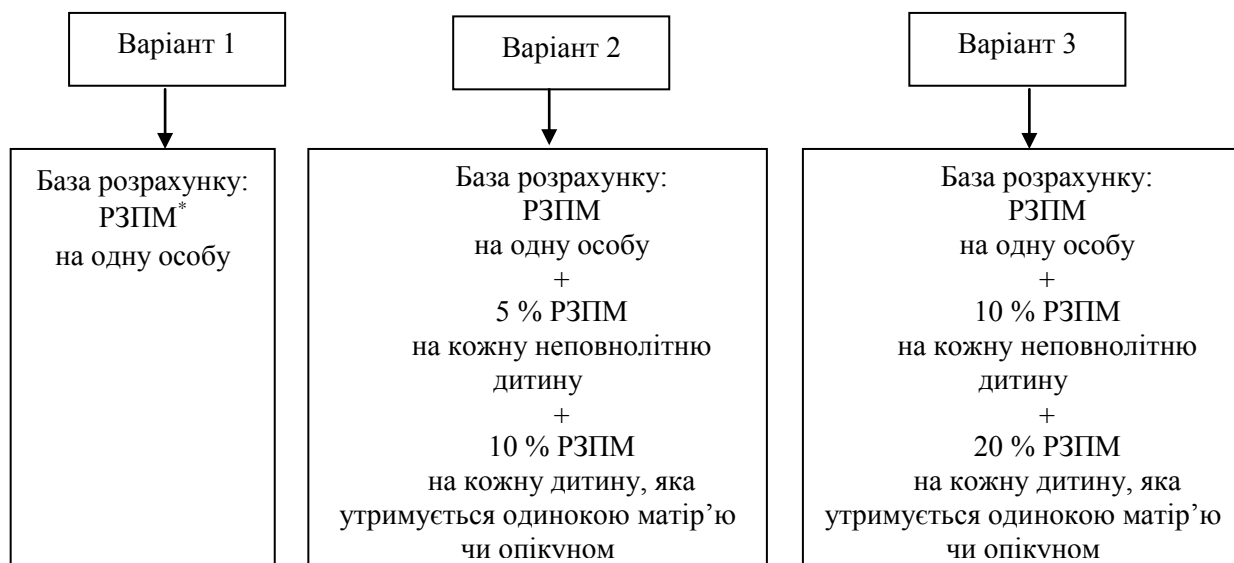 Варіант 1
Варіант 2
Варіант 3
База розрахунку:
РЗПМ*
на одну особу
База розрахунку:
РЗПМ
на одну особу
+
5 % РЗПМ
на кожну неповнолітню
дитину
+
10 % РЗПМ
на кожну дитину, яка
утримується одинокою матір’ю
чи опікуном
База розрахунку:
РЗПМ
на одну особу
+
10 % РЗПМ
на кожну неповнолітню
дитину
+
20 % РЗПМ
на кожну дитину, яка
утримується одинокою матір’ю
чи опікуном